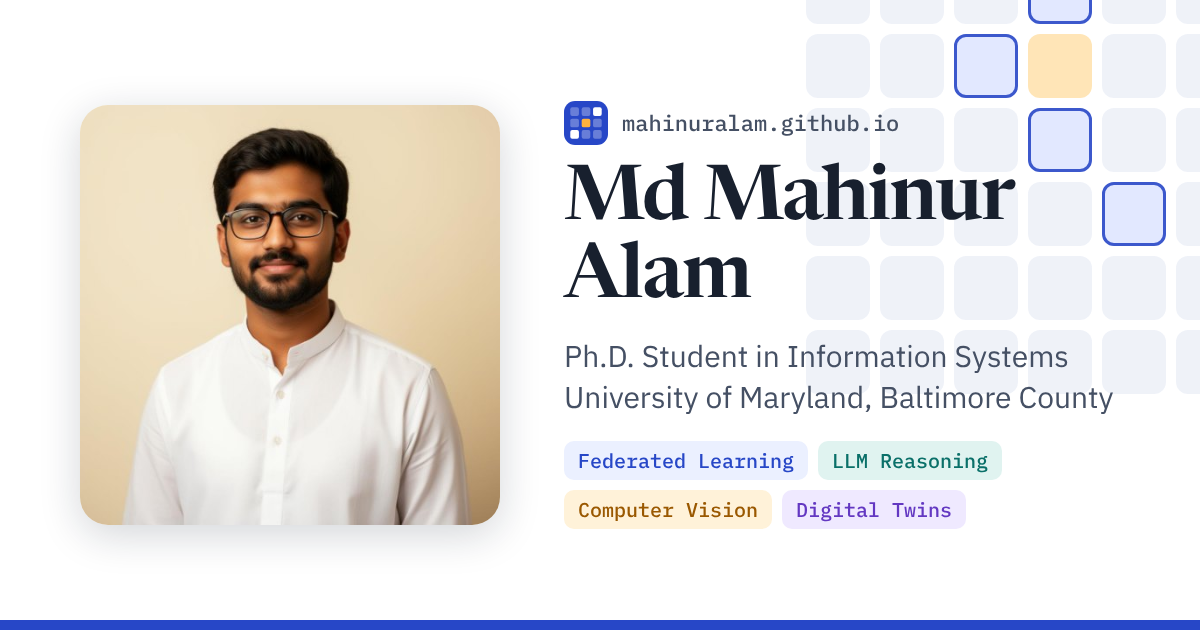 mahinuralam.github.io
Md Mahinur
Alam
Ph.D. Student in Information Systems
University of Maryland, Baltimore County
Federated Learning
LLM Reasoning
Computer Vision
Digital Twins